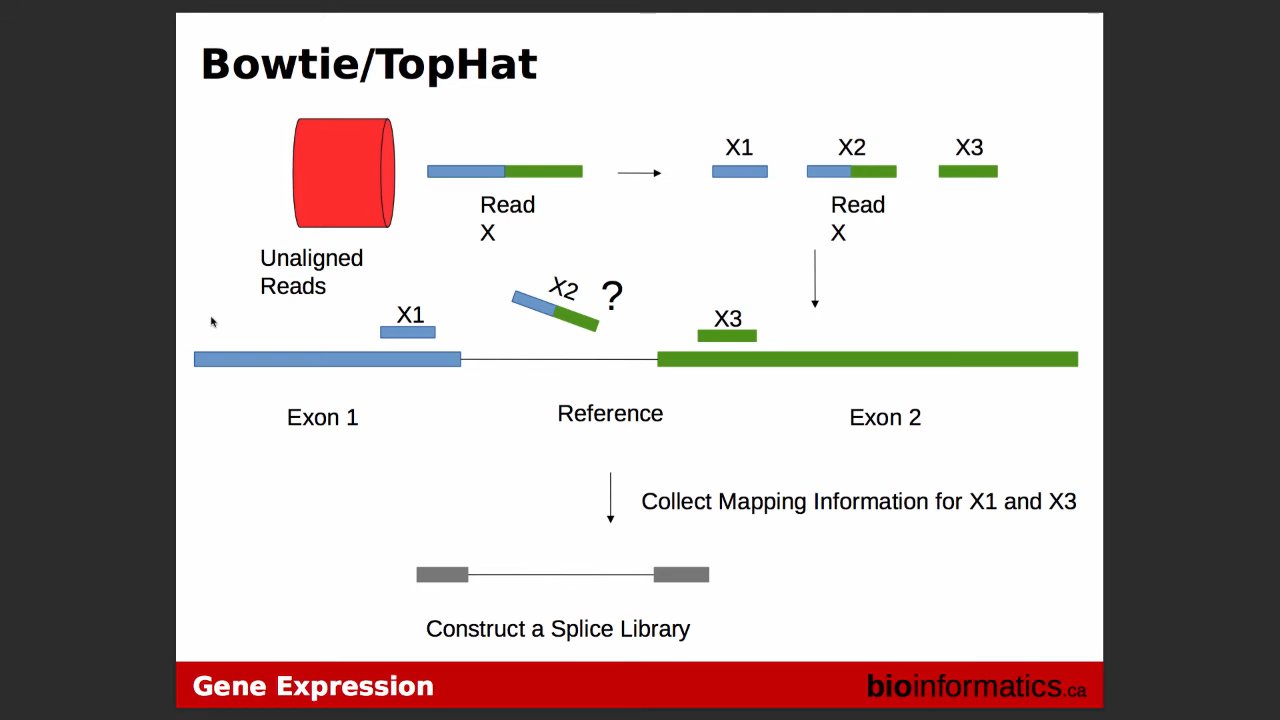 Bowtie/TopHat
X1
X2
X3
Read
X
Read
X
Unaligned
Reads
X1
X2
?
X3
Exon 1
Reference
Exon 2
Collect Mapping Information for X1 and X3
Construct a Splice Library
Gene Expression
bioinformatics.ca